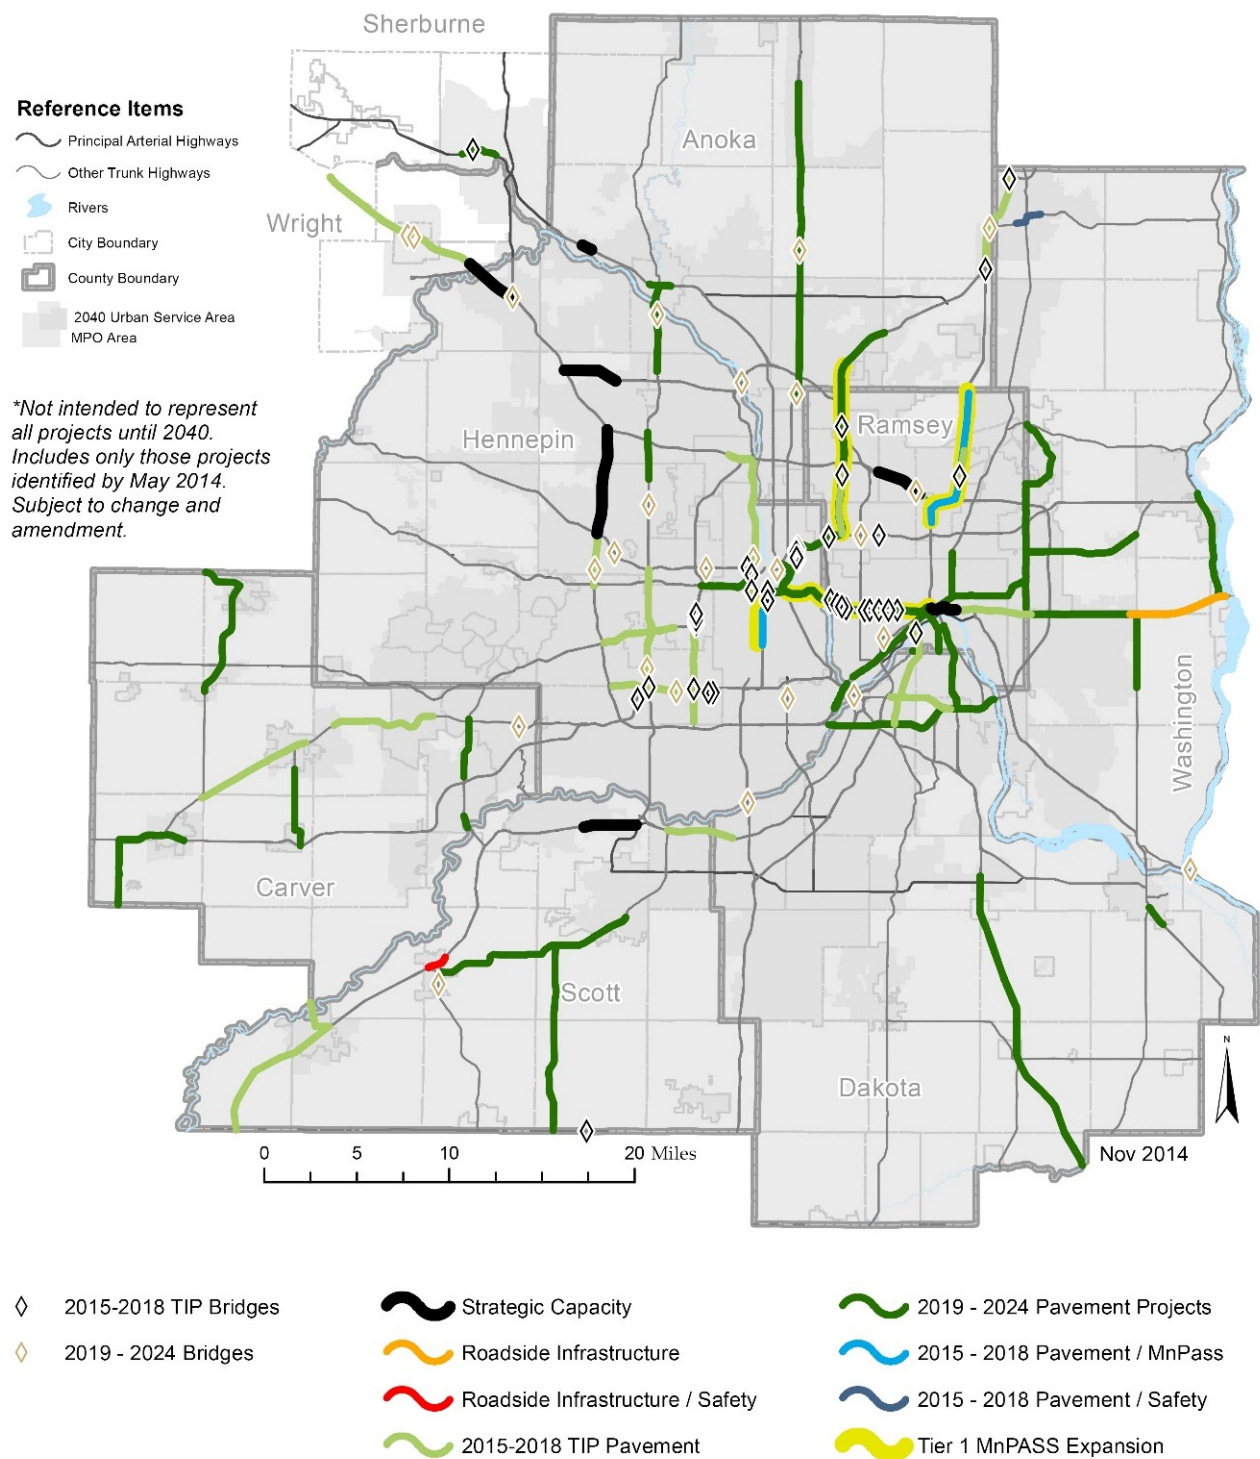 Sherburne
Reference Items
Principal Arterial Highways
Other Trunk Highways
Rivers
City Boundary
County Boundary
2040 Urban Service Area
MPO Area
Anoka
Wright
*Not intended to represent
all projects until 2040.
Includes only those projects
identified by May 2014.
Subject to change and
amendment.
Hennepin
Ramsey
Washington
Carver
Scott
Dakota
N
Nov 2014
0 5 10 20 Miles
2015-2018 TIP Bridges
2019 - 2024 Bridges
Strategic Capacity
Roadside Infrastructure
Roadside Infrastructure / Safety
2015-2018 TIP Pavement
2019 - 2024 Pavement Projects
2015 - 2018 Pavement / MnPass
2015 - 2018 Pavement / Safety
Tier 1 MnPASS Expansion